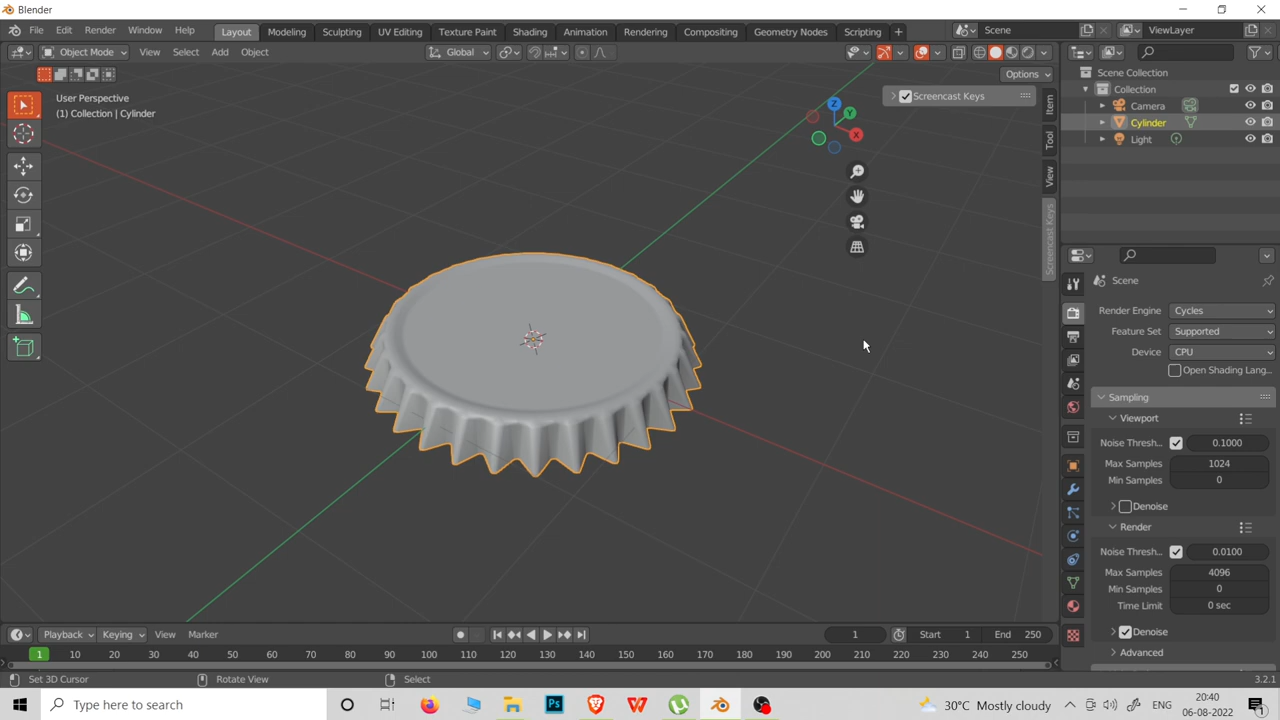 Blender
File Edit Render Window Help Layout Modeling Sculpting UV Editing Texture Paint Shading Animation Rendering Compositing Geometry Nodes Scripting + Scene ViewLayer
Object Mode View Select Add Object Global
Options
User Perspective
(1) Collection | Cylinder
Screencast Keys
Item
Tool
View
Screencast Keys
Z
Y
X
Scene Collection
Collection
Camera
Cylinder
Light
Scene
Render Engine Cycles
Feature Set Supported
Device CPU
Open Shading Lang...
Sampling
Viewport
Noise Thresh.. 0.1000
Max Samples 1024
Min Samples 0
Denoise
Render
Noise Thresh.. 0.0100
Max Samples 4096
Min Samples 0
Time Limit 0 sec
Denoise
Advanced
Playback Keying View Marker 1 Start 1 End 250
1 10 20 30 40 50 60 70 80 90 100 110 120 130 140 150 160 170 180 190 200 210 220 230 240 250
Set 3D Cursor Rotate View Select 3.2.1
Type here to search Ps 30°C Mostly cloudy ENG 20:40
06-08-2022 1